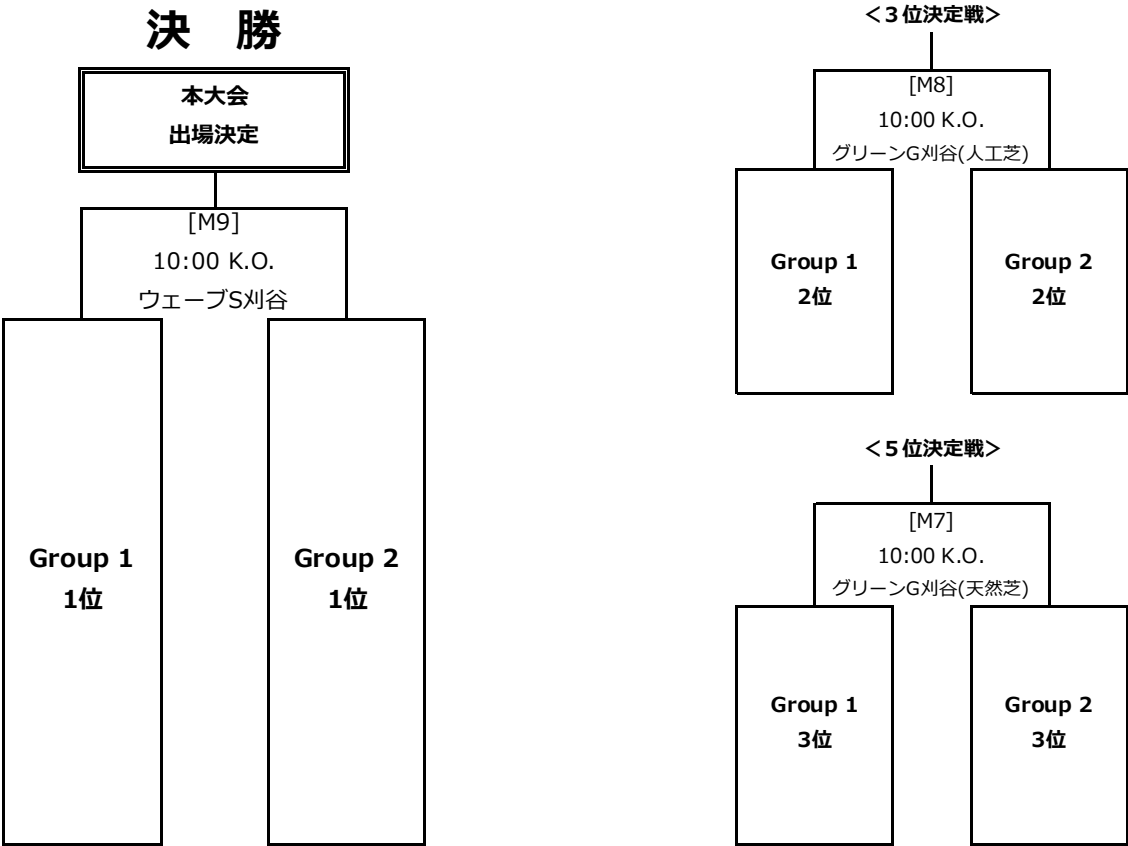 決　勝
本大会
出場決定
[M9]
10:00 K.O.
ウェーブS刈谷
Group 1
1位
Group 2
1位
＜３位決定戦＞
[M8]
10:00 K.O.
グリーンG刈谷(人工芝)
Group 1
2位
Group 2
2位
＜５位決定戦＞
[M7]
10:00 K.O.
グリーンG刈谷(天然芝)
Group 1
3位
Group 2
3位